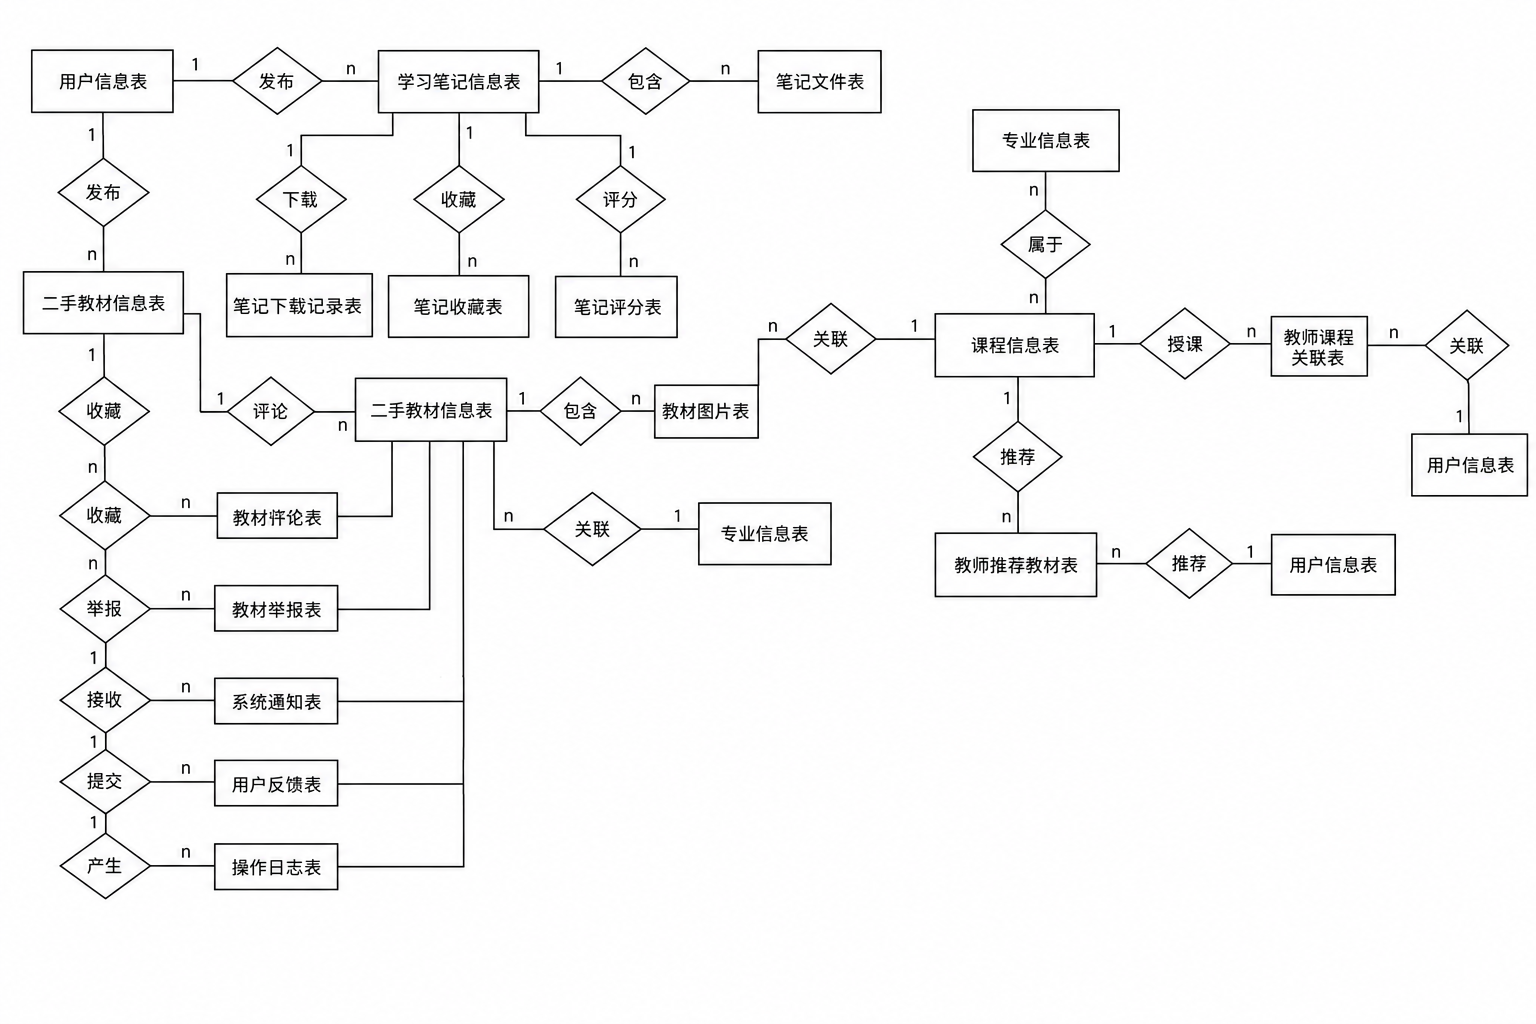 用户信息表
1
发布
n
学习笔记信息表
1
包含
n
笔记文件表
1
发布
n
1
下载
n
笔记下载记录表
1
收藏
n
笔记收藏表
1
评分
n
笔记评分表
二手教材信息表
1
收藏
n
1
评论
n
二手教材信息表
1
包含
n
教材图片表
n
关联
1
课程信息表
专业信息表
n
属于
n
1
授课
n
教师课程
关联表
n
关联
1
用户信息表
1
推荐
n
教师推荐教材表
n
推荐
1
用户信息表
n
关联
1
专业信息表
收藏
n
教材评论表
n
举报
n
教材举报表
1
接收
n
系统通知表
1
提交
n
用户反馈表
1
产生
n
操作日志表